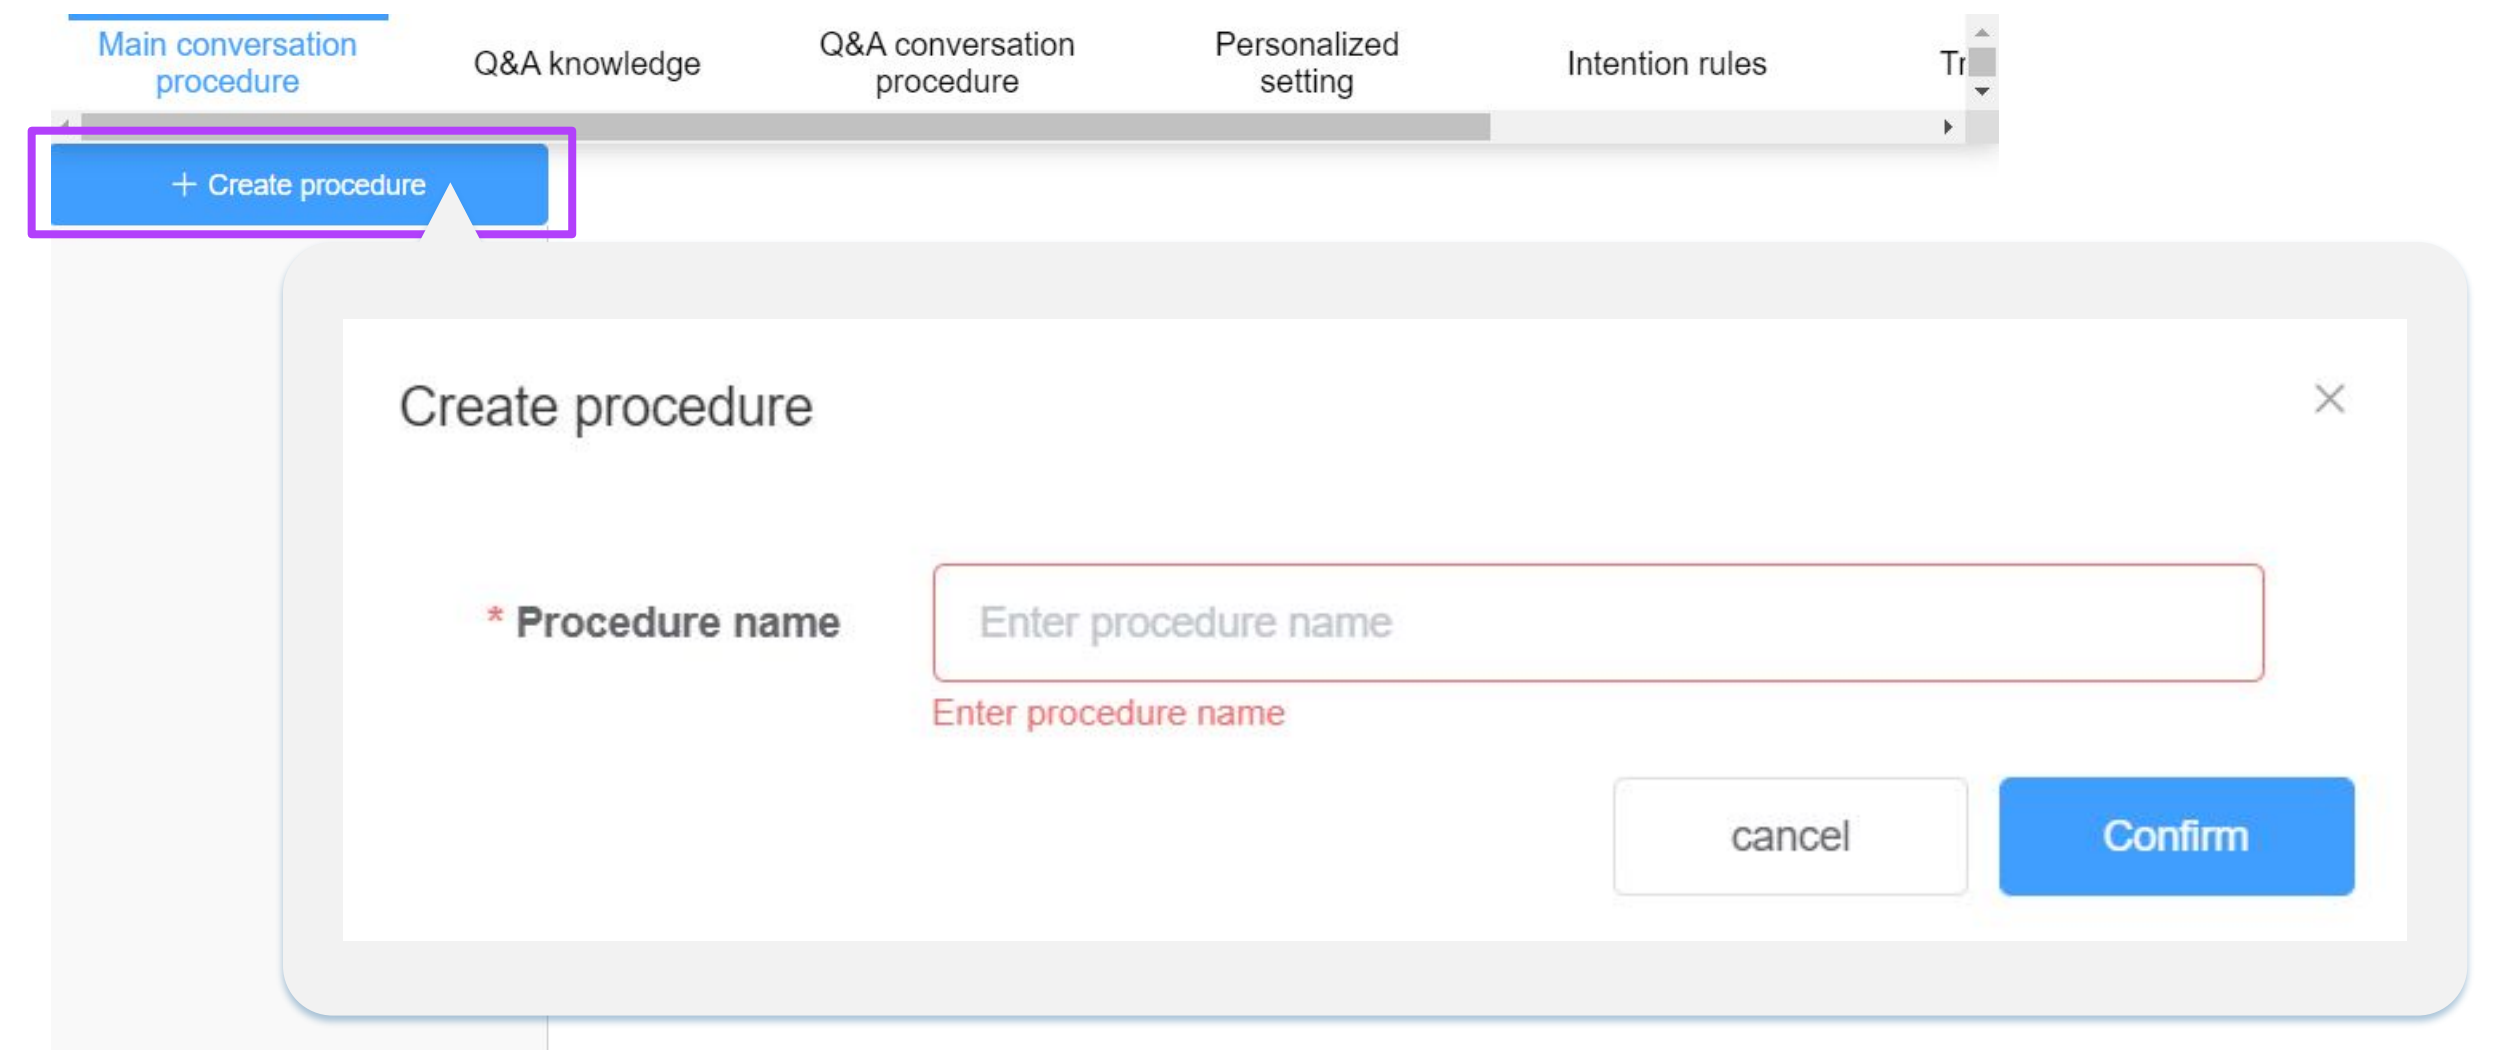 Main conversation
procedure
Q&A knowledge
Q&A conversation
procedure
Personalized
setting
Intention rules
+ Create procedure
Create procedure
* Procedure name
Enter procedure name
Enter procedure name
cancel
Confirm